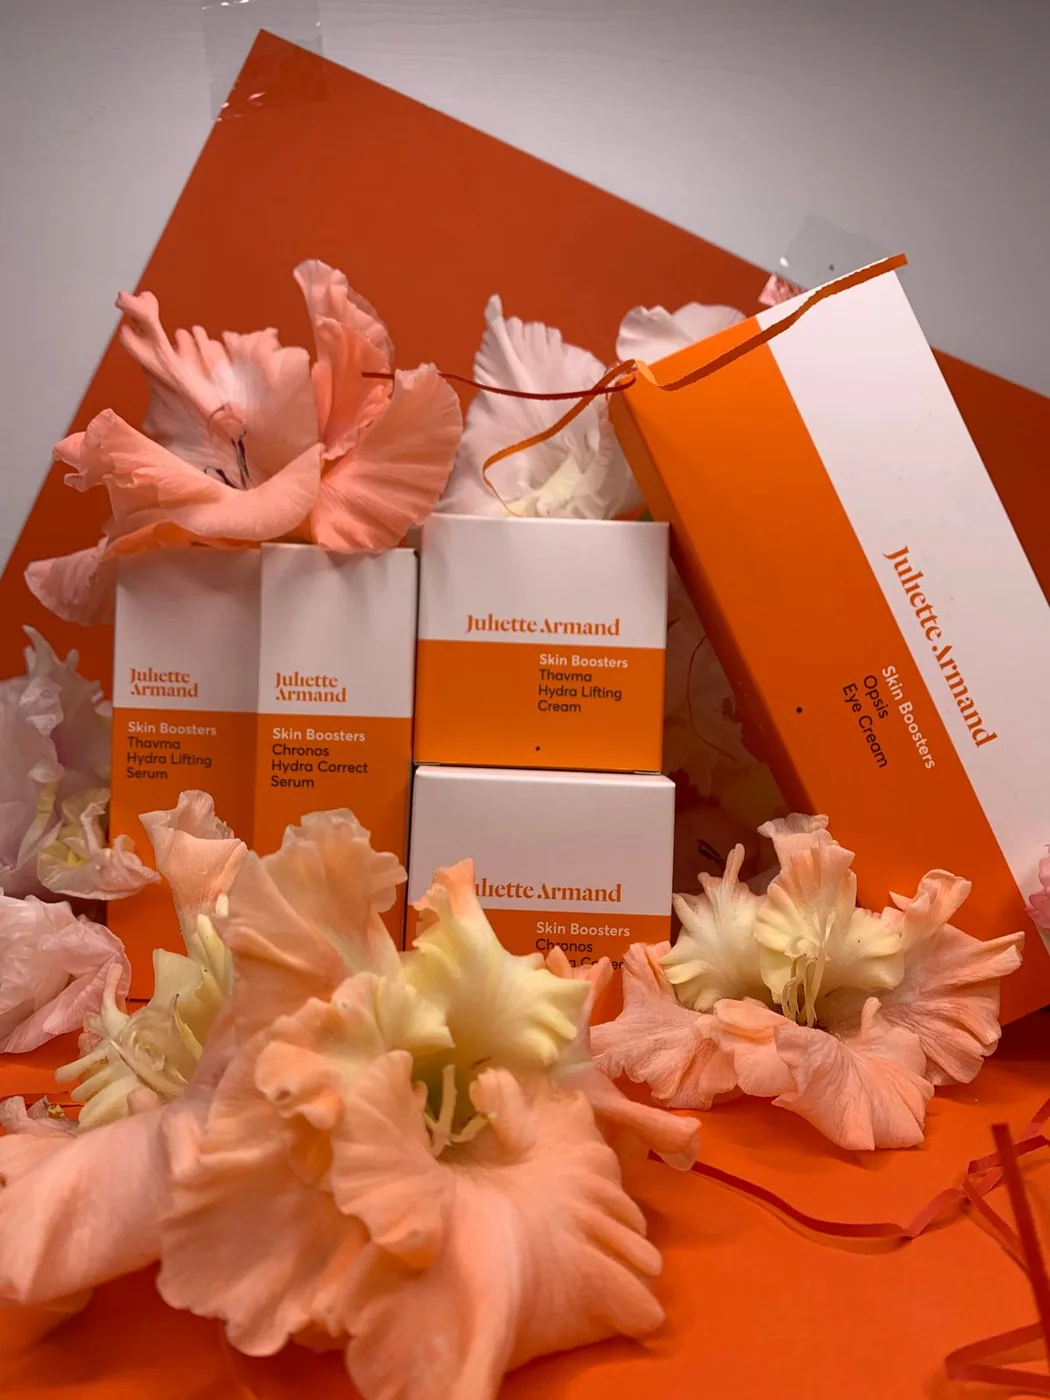 Juliette
Armand
Skin Boosters
Thavma
Hydra Lifting
Serum
Juliette
Armand
Skin Boosters
Chronos
Hydra Correct
Serum
Juliette Armand
Skin Boosters
Thavma
Hydra Lifting
Cream
Armand
Skin Boosters
Chronos
Juliette Armand
Skin Boosters
Opsis
Eye Cream